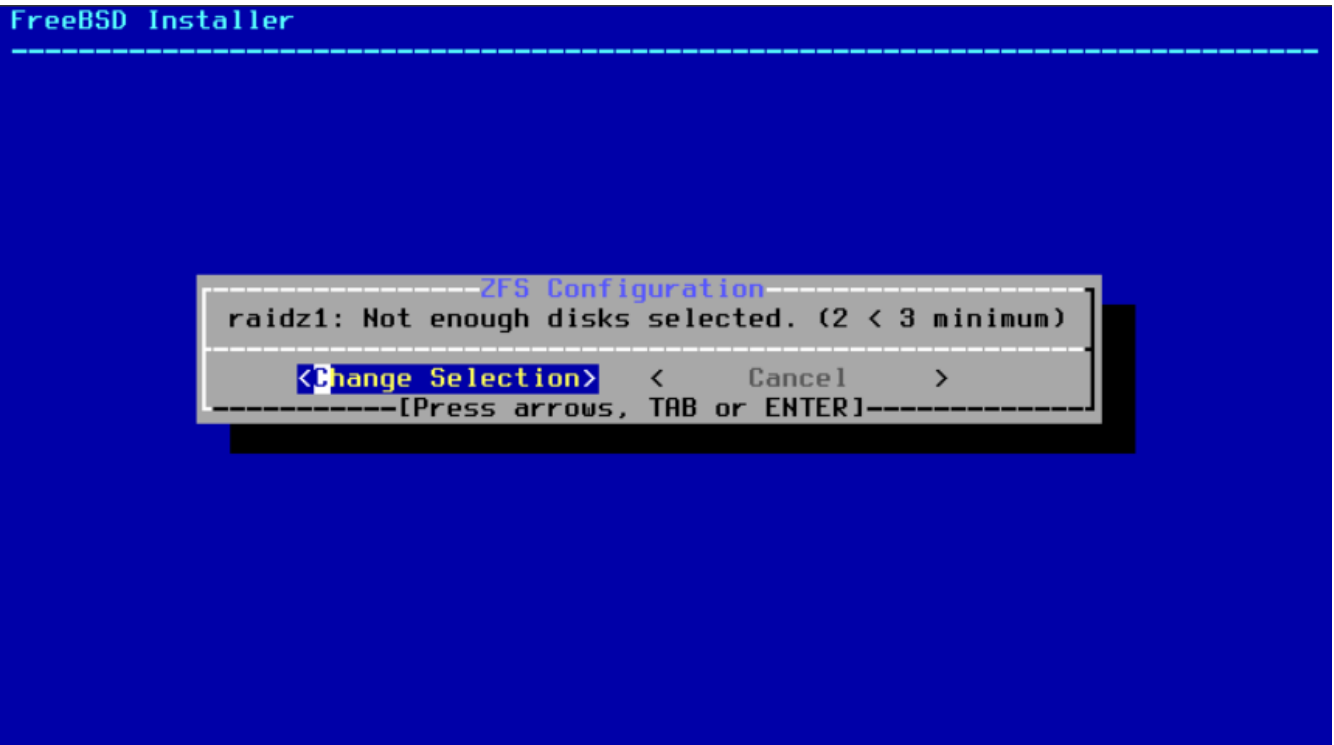 FreeBSD Installer
ZFS Configuration
raidz1: Not enough disks selected. (2 < 3 minimum)
<Change Selection> < Cancel >
[Press arrows, TAB or ENTER]